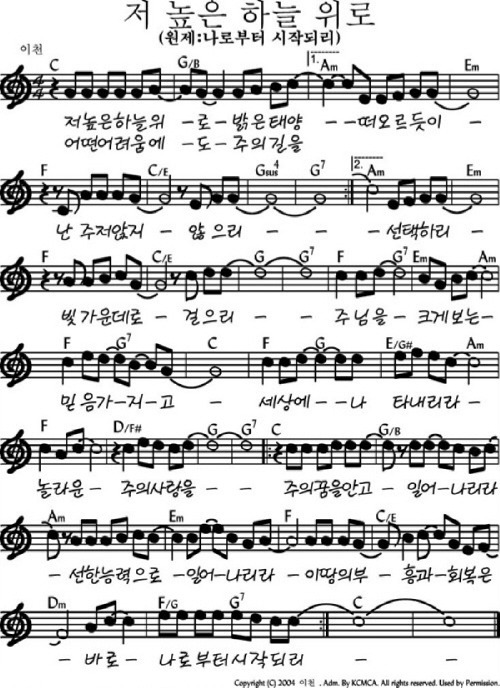 저 높은 하늘 위로
(원제:나로부터 시작되리)
이천
C G/B 1. Am Em
저높은하늘위 - 로- 밝은태양 - - -떠오르듯이 -
어떤어려움에 - 도- 주의길을
F C/E Gsus4 G7 2. Am Em
난 주저앉지 - 않 으리 - - - - 선택하리 -
F C/E G G7 F Em Am
빛가운데로 - 걸으리 - - 주님을 - 크게보는-
F G7 C F G E/G# Am
믿음가-지-고 - 세상에- -나 타내리라 -
F D/F# G G7 C G/B
놀라운 - 주의사랑을 - - 주의꿈을안고 - 일어-나리라
Am Em F C/E
- 선한능력으로 -일어-나리라 - 이땅의부 - 흥과-회복은
Dm F/G G7 C
- 바로- 나로부터시작되리 - - -
Copyright (C) 2004 이천 . Adm. By KCMCA. All rights reserved. Used by Permission.